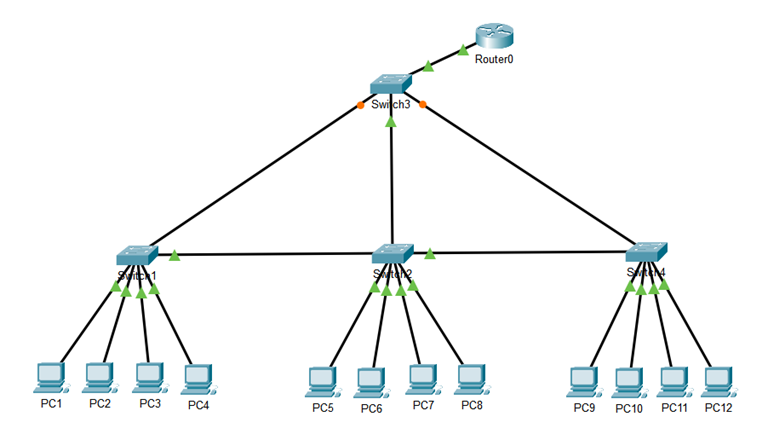 Router0
Switch3
Switch1
Switch2
Switch4
PC1
PC2
PC3
PC4
PC5
PC6
PC7
PC8
PC9
PC10
PC11
PC12